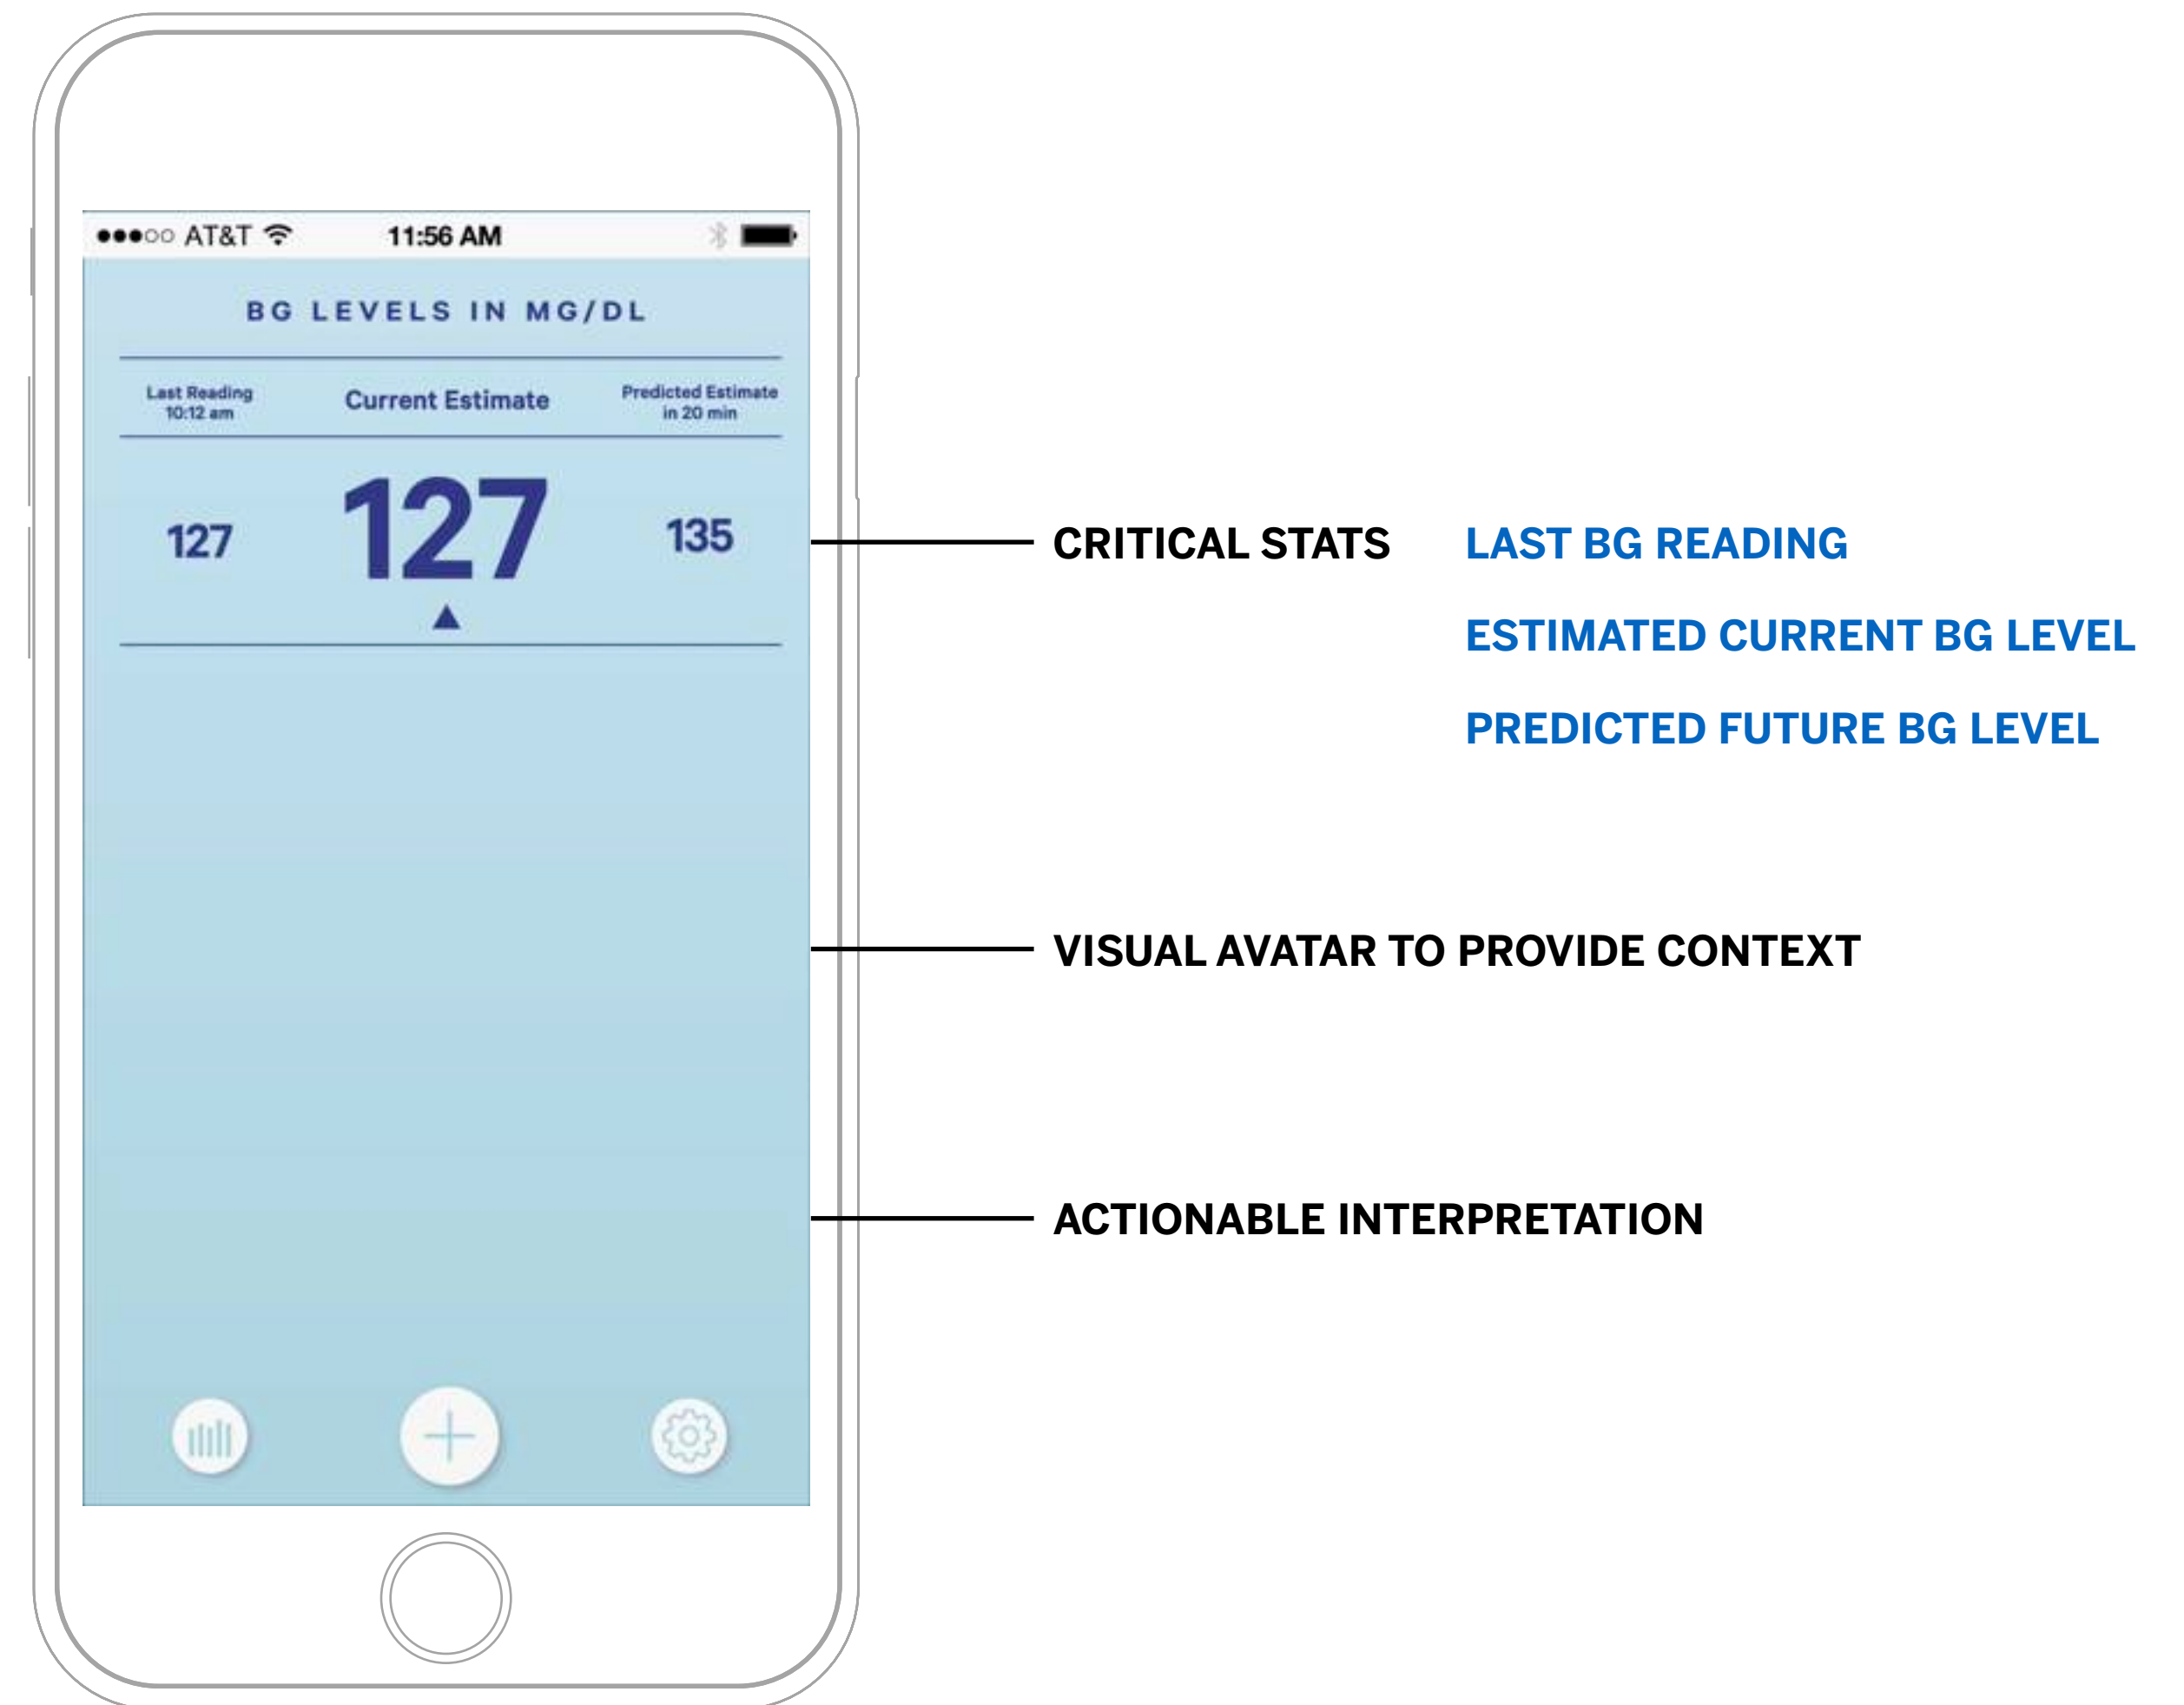 AT&T 11:56 AM
BG LEVELS IN MG/DL
Last Reading
10:12 am
Current Estimate
Predicted Estimate
in 20 min
127
127
135
CRITICAL STATS
LAST BG READING
ESTIMATED CURRENT BG LEVEL
PREDICTED FUTURE BG LEVEL
VISUAL AVATAR TO PROVIDE CONTEXT
ACTIONABLE INTERPRETATION